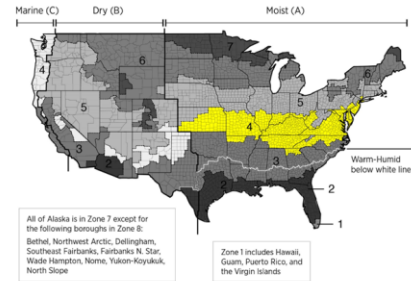 Marine (C)
Dry (B)
Moist (A)
7
6
6
4
5
5
4
3
3
2
2
2
1
Warm-Humid
below white line
All of Alaska is in Zone 7 except for
the following boroughs in Zone 8:
Bethel, Northwest Arctic, Dellingham,
Southeast Fairbanks, Fairbanks N. Star,
Wade Hampton, Nome, Yukon-Koyukuk,
North Slope
Zone 1 includes Hawaii,
Guam, Puerto Rico, and
the Virgin Islands